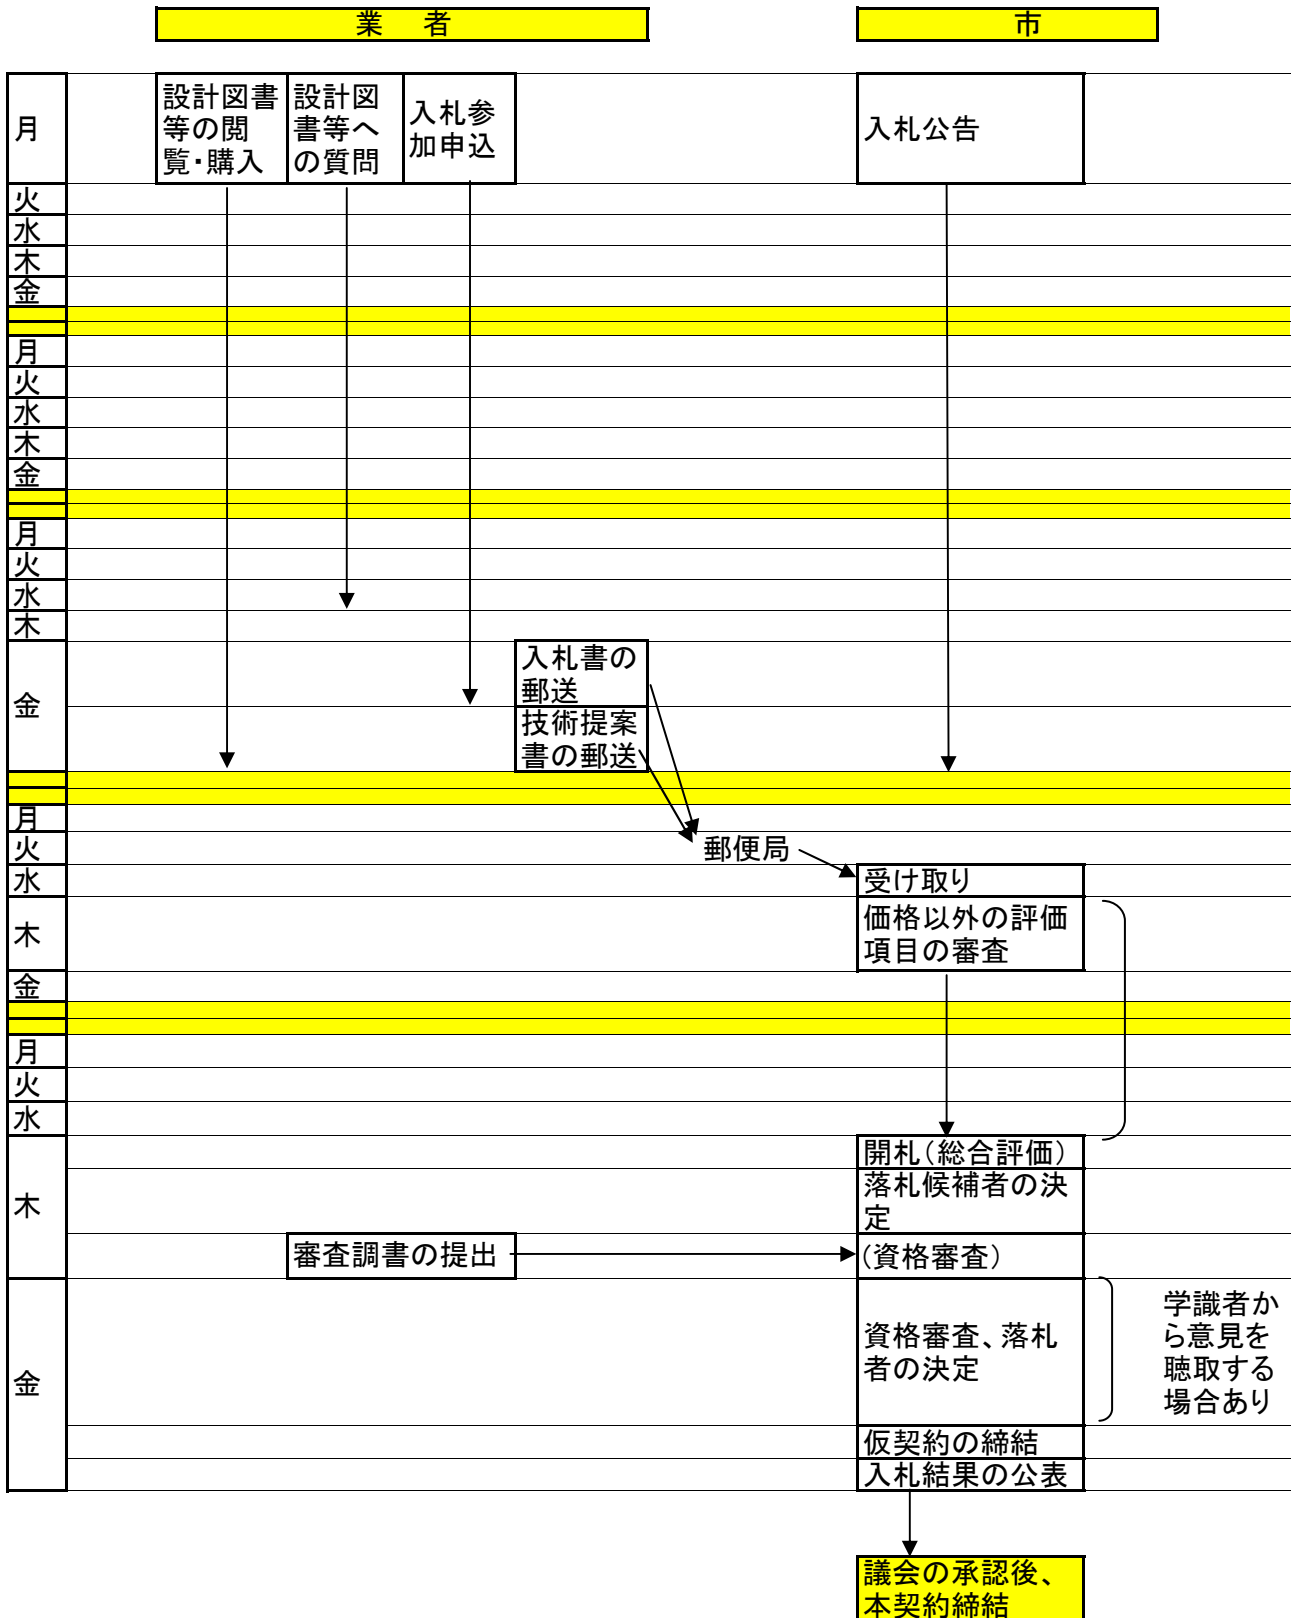 業　者
市
月
設計図書
等の閲
覧・購入
設計図
書等へ
の質問
入札参
加申込
入札公告
火
水
木
金
月
火
水
木
金
月
火
水
木
金
入札書の
郵送
技術提案
書の郵送
月
火
郵便局
水
受け取り
木
価格以外の評価
項目の審査
金
月
火
水
木
開札（総合評価）
落札候補者の決
定
審査調書の提出
（資格審査）
金
資格審査、落札
者の決定
学識者か
ら意見を
聴取する
場合あり
仮契約の締結
入札結果の公表
議会の承認後、
本契約締結